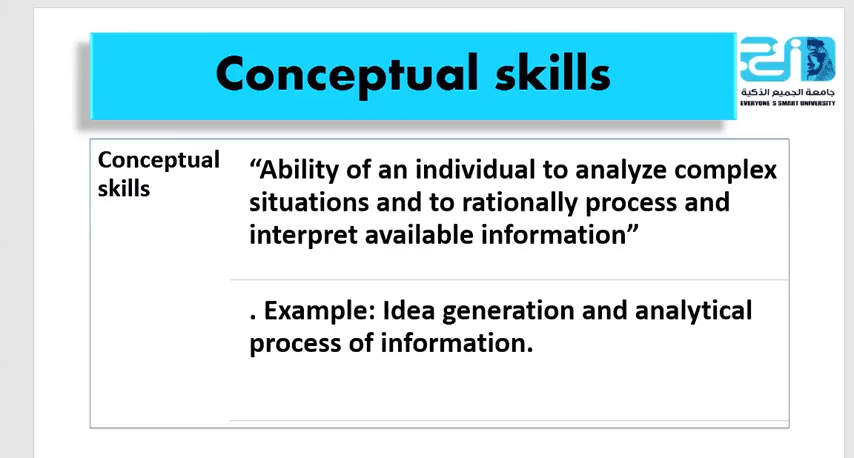 Conceptual skills
جامعة الجميع الذكية
EVERYONE`S SMART UNIVERSITY
Conceptual
skills
“Ability of an individual to analyze complex
situations and to rationally process and
interpret available information”
. Example: Idea generation and analytical
process of information.